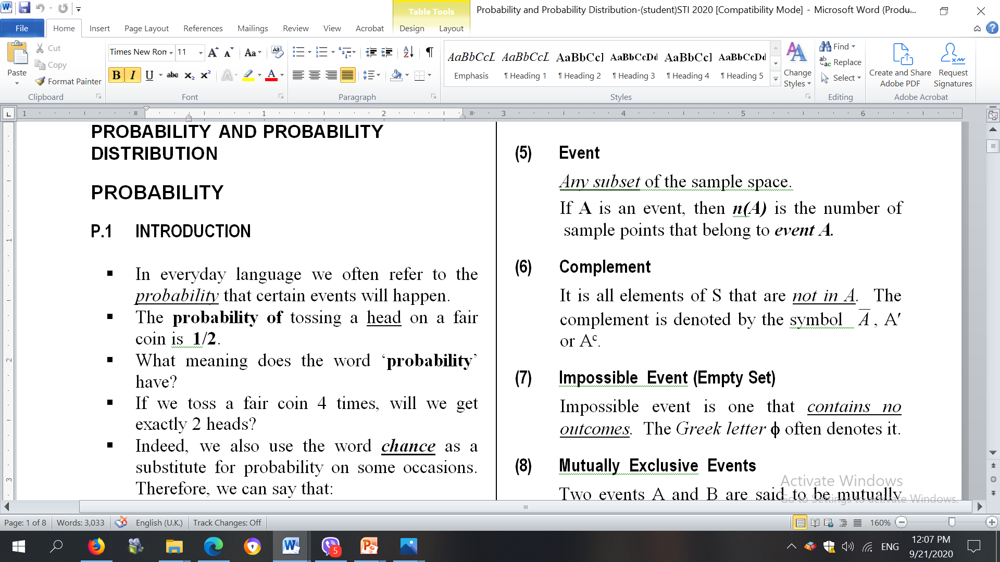 Table Tools
Probability and Probability Distribution-(student)STI 2020 [Compatibility Mode] - Microsoft Word (Produ...
File Home Insert Page Layout References Mailings Review View Acrobat Design Layout
Paste
Cut
Copy
Format Painter
Clipboard
Times New Ron 11
Font
Paragraph
AaBbCcL AaBbCcL AaBbCcI AaBbCcDd AaBbCcI AaBbCcDd
Emphasis ¶ Heading 1 ¶ Heading 2 ¶ Heading 3 ¶ Heading 4 ¶ Heading 5
Styles
Change Styles
Find
Replace
Select
Editing
Create and Share Adobe PDF
Request Signatures
Adobe Acrobat
1 1 2 3 4 5 6
PROBABILITY AND PROBABILITY
DISTRIBUTION
PROBABILITY
P.1 INTRODUCTION
▪ In everyday language we often refer to the
probability that certain events will happen.
▪ The probability of tossing a head on a fair
coin is 1/2.
▪ What meaning does the word ‘probability’
have?
▪ If we toss a fair coin 4 times, will we get
exactly 2 heads?
▪ Indeed, we also use the word chance as a
substitute for probability on some occasions.
Therefore, we can say that:
(5) Event
Any subset of the sample space.
If A is an event, then n(A) is the number of
sample points that belong to event A.
(6) Complement
It is all elements of S that are not in A. The
complement is denoted by the symbol A̅ , A′
or Aᶜ.
(7) Impossible Event (Empty Set)
Impossible event is one that contains no
outcomes. The Greek letter ϕ often denotes it.
(8) Mutually Exclusive Events
Two events A and B are said to be mutually
Activate Windows
Go to Settings to activate Windows.
Page: 1 of 8 Words: 3,033 English (U.K.) Track Changes: Off 160%
5
ENG
12:07 PM
9/21/2020